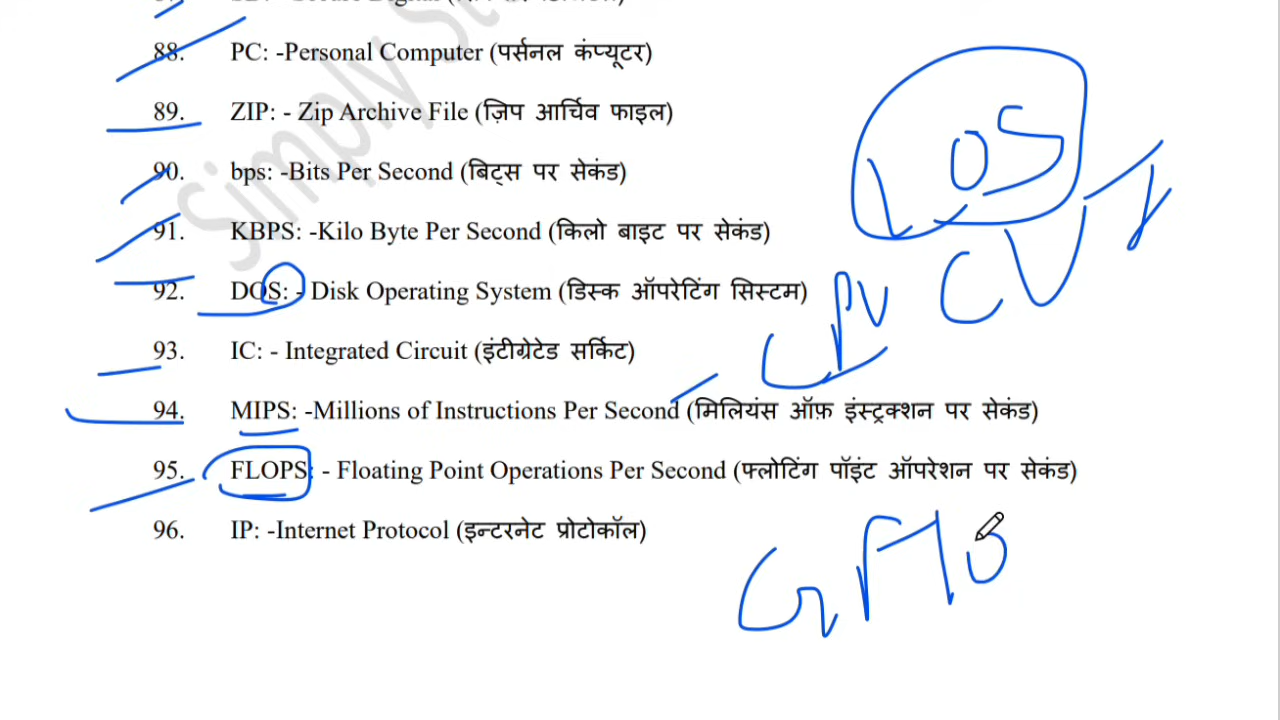 88. PC: -Personal Computer (पर्सनल कंप्यूटर)
89. ZIP: - Zip Archive File (ज़िप आर्चिव फाइल)
90. bps: -Bits Per Second (बिट्स पर सेकंड)
91. KBPS: -Kilo Byte Per Second (किलो बाइट पर सेकंड)
92. DOS: - Disk Operating System (डिस्क ऑपरेटिंग सिस्टम)
93. IC: - Integrated Circuit (इंटीग्रेटेड सर्किट)
94. MIPS: -Millions of Instructions Per Second (मिलियंस ऑफ़ इंस्ट्रक्शन पर सेकंड)
95. FLOPS: - Floating Point Operations Per Second (फ्लोटिंग पॉइंट ऑपरेशन पर सेकंड)
96. IP: -Internet Protocol (इन्टरनेट प्रोटोकॉल)
Simply
OS